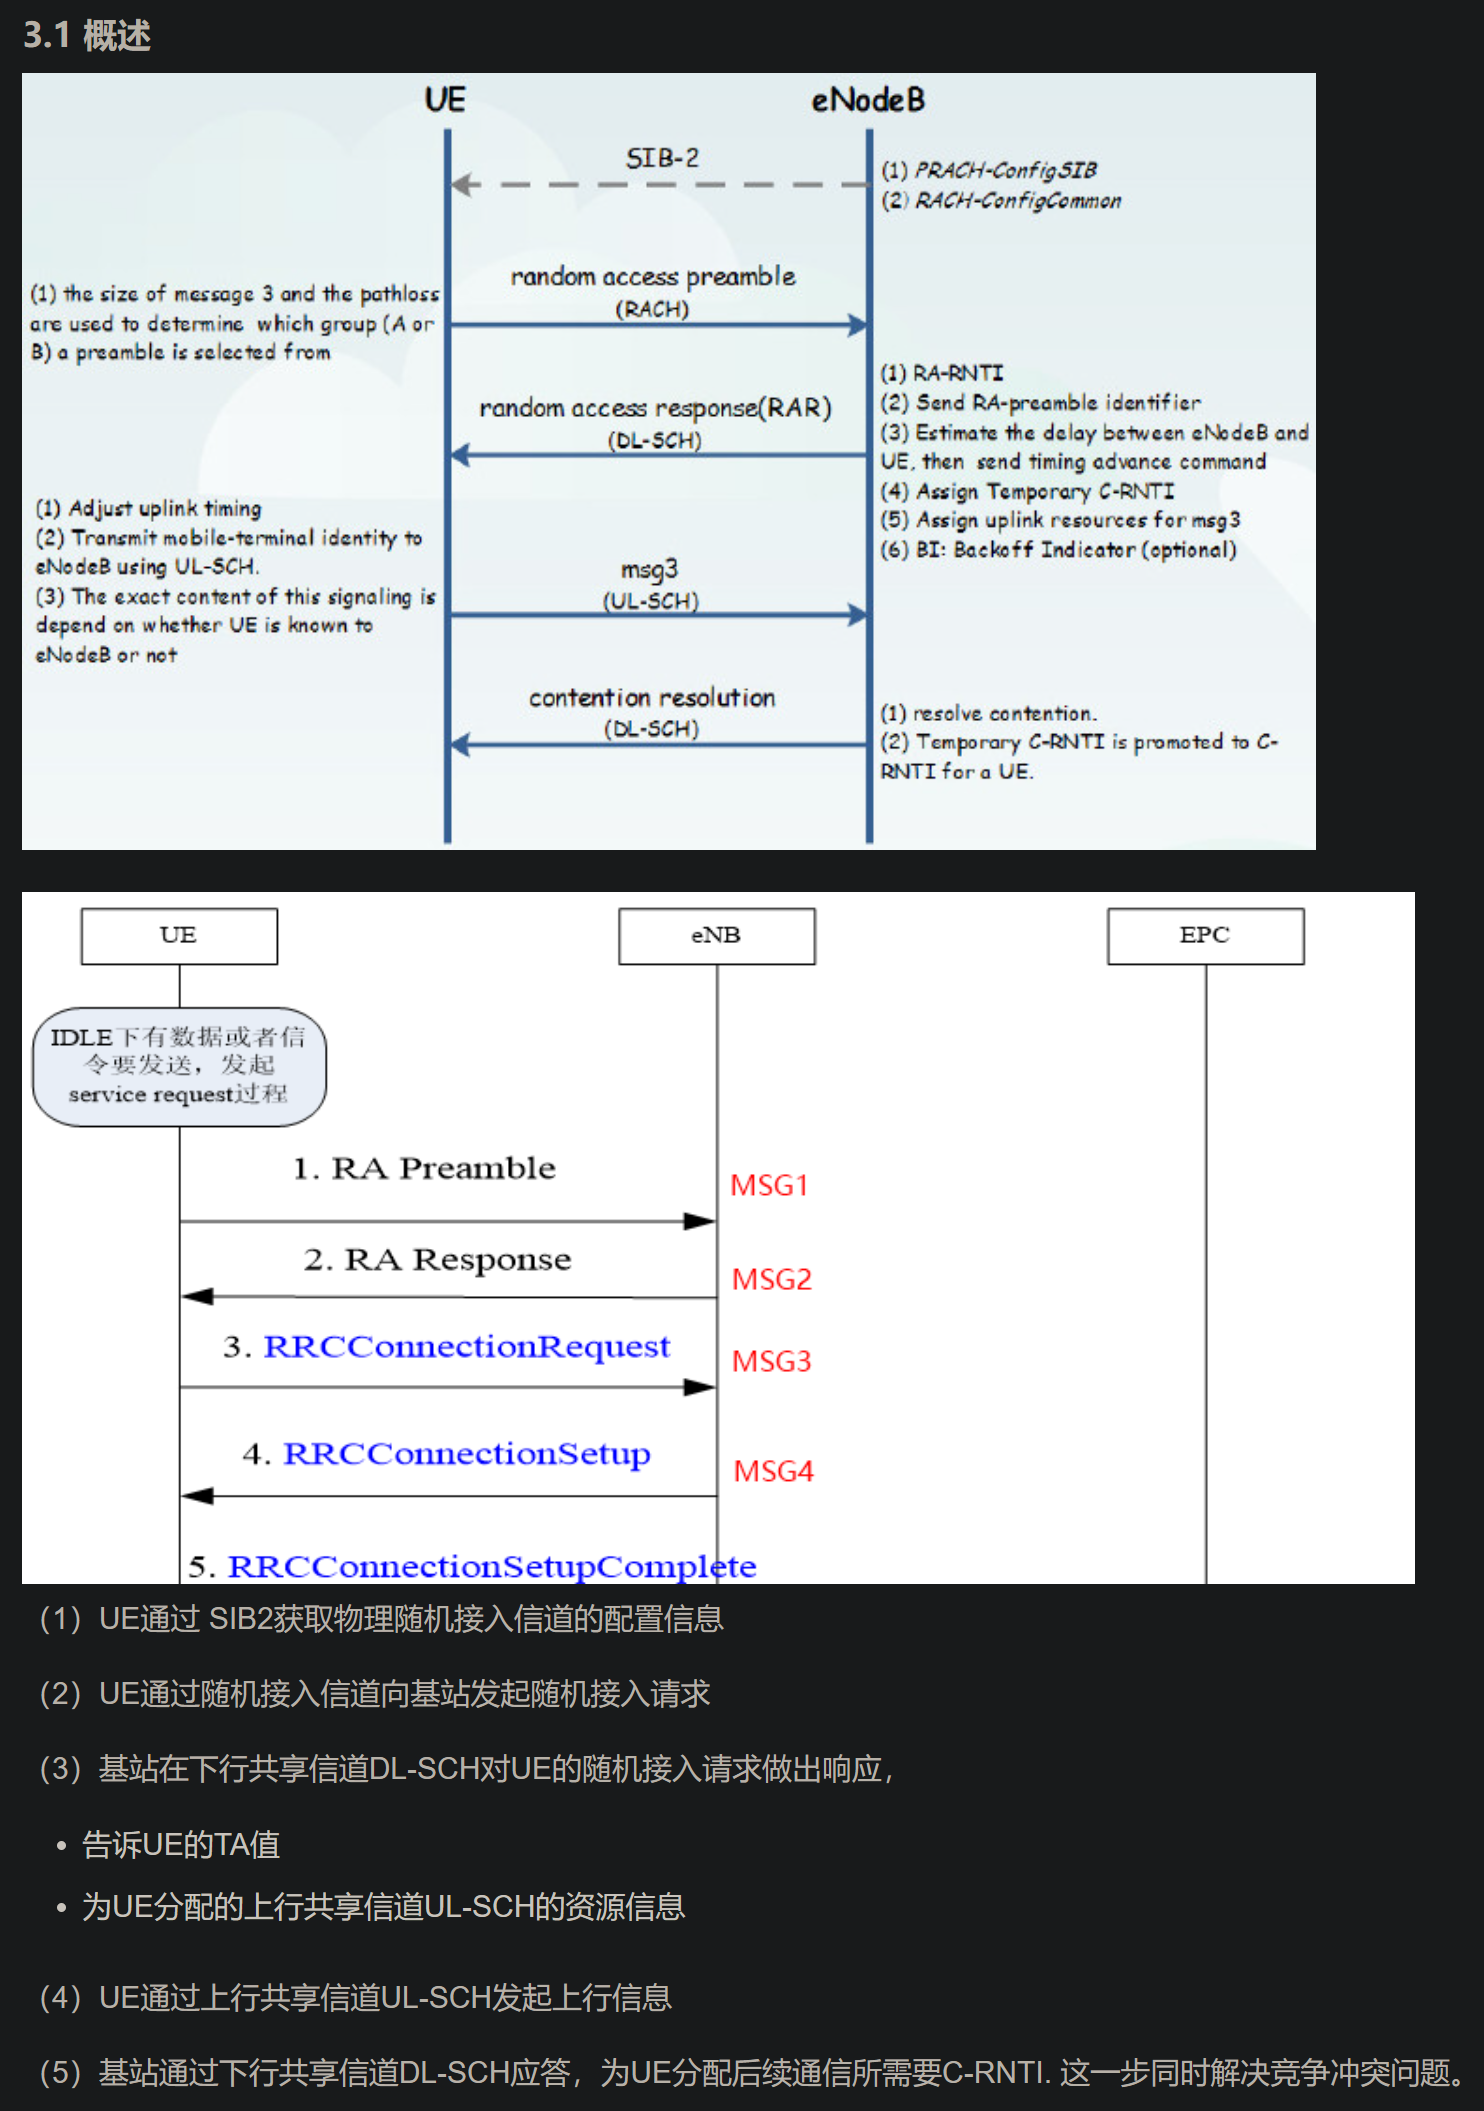 3.1 概述
UE
eNodeB
SIB-2
(1) PRACH-ConfigSIB
(2) RACH-ConfigCommon
random access preamble
(RACH)
(1) the size of message 3 and the pathloss
are used to determine which group (A or
B) a preamble is selected from
(1) RA-RNTI
(2) Send RA-preamble identifier
(3) Estimate the delay between eNodeB and
UE, then send timing advance command
(4) Assign Temporary C-RNTI
(5) Assign uplink resources for msg3
(6) BI: Backoff Indicator (optional)
random access response(RAR)
(DL-SCH)
(1) Adjust uplink timing
(2) Transmit mobile-terminal identity to
eNodeB using UL-SCH.
(3) The exact content of this signaling is
depend on whether UE is known to
eNodeB or not
msg3
(UL-SCH)
contention resolution
(DL-SCH)
(1) resolve contention.
(2) Temporary C-RNTI is promoted to C-
RNTI for a UE.
UE
eNB
EPC
IDLE下有数据或者信
令要发送，发起
service request过程
1. RA Preamble
MSG1
2. RA Response
MSG2
3. RRCConnectionRequest
MSG3
4. RRCConnectionSetup
MSG4
5. RRCConnectionSetupComplete
（1）UE通过 SIB2获取物理随机接入信道的配置信息
（2）UE通过随机接入信道向基站发起随机接入请求
（3）基站在下行共享信道DL-SCH对UE的随机接入请求做出响应，
• 告诉UE的TA值
• 为UE分配的上行共享信道UL-SCH的资源信息
（4）UE通过上行共享信道UL-SCH发起上行信息
（5）基站通过下行共享信道DL-SCH应答，为UE分配后续通信所需要C-RNTI. 这一步同时解决竞争冲突问题。